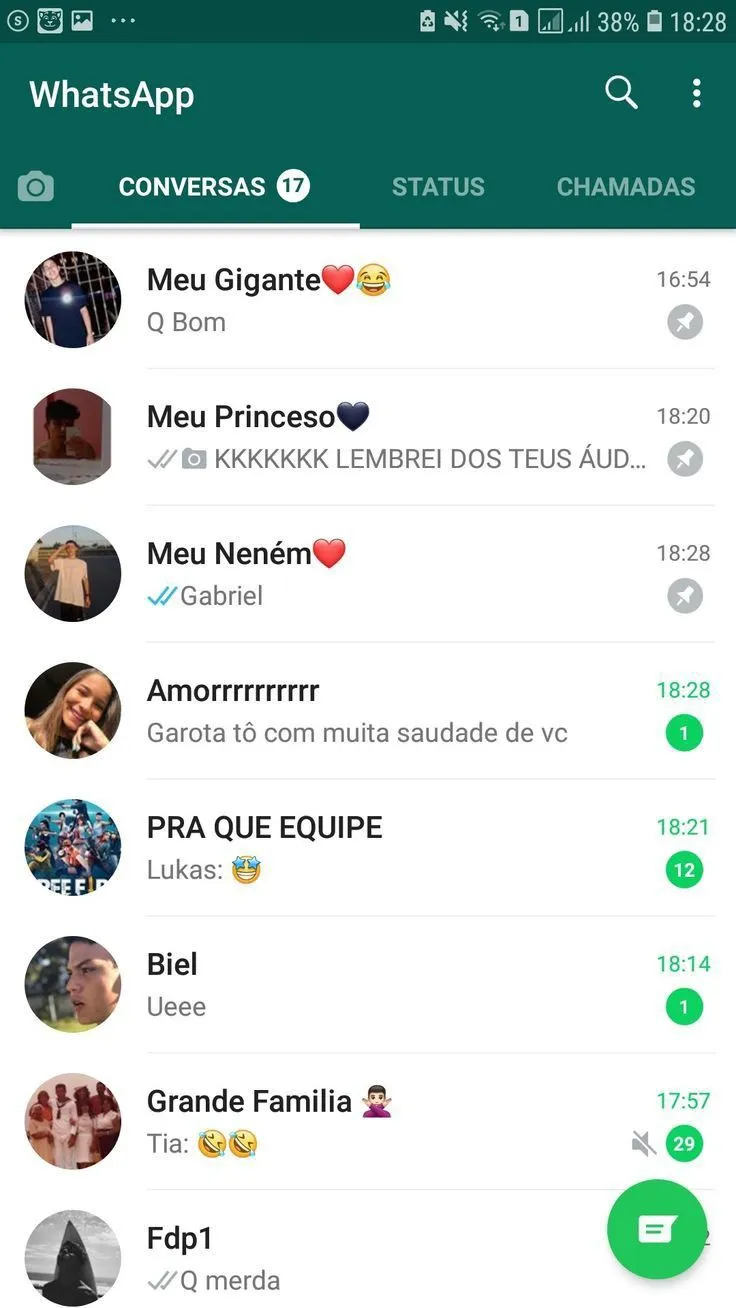 S 1 38% 18:28
WhatsApp
CONVERSAS 17 STATUS CHAMADAS
Meu Gigante❤️😂 16:54
Q Bom
Meu Princeso🖤 18:20
KKKKKKK LEMBREI DOS TEUS ÁUD...
Meu Neném❤️ 18:28
Gabriel
Amorrrrrrrrrr 18:28
Garota tô com muita saudade de vc 1
PRA QUE EQUIPE 18:21
Lukas: 🤩 12
Biel 18:14
Ueee 1
Grande Familia 🙅🏻‍♂️ 17:57
Tia: 🤣🤣 29
Fdp1
Q merda